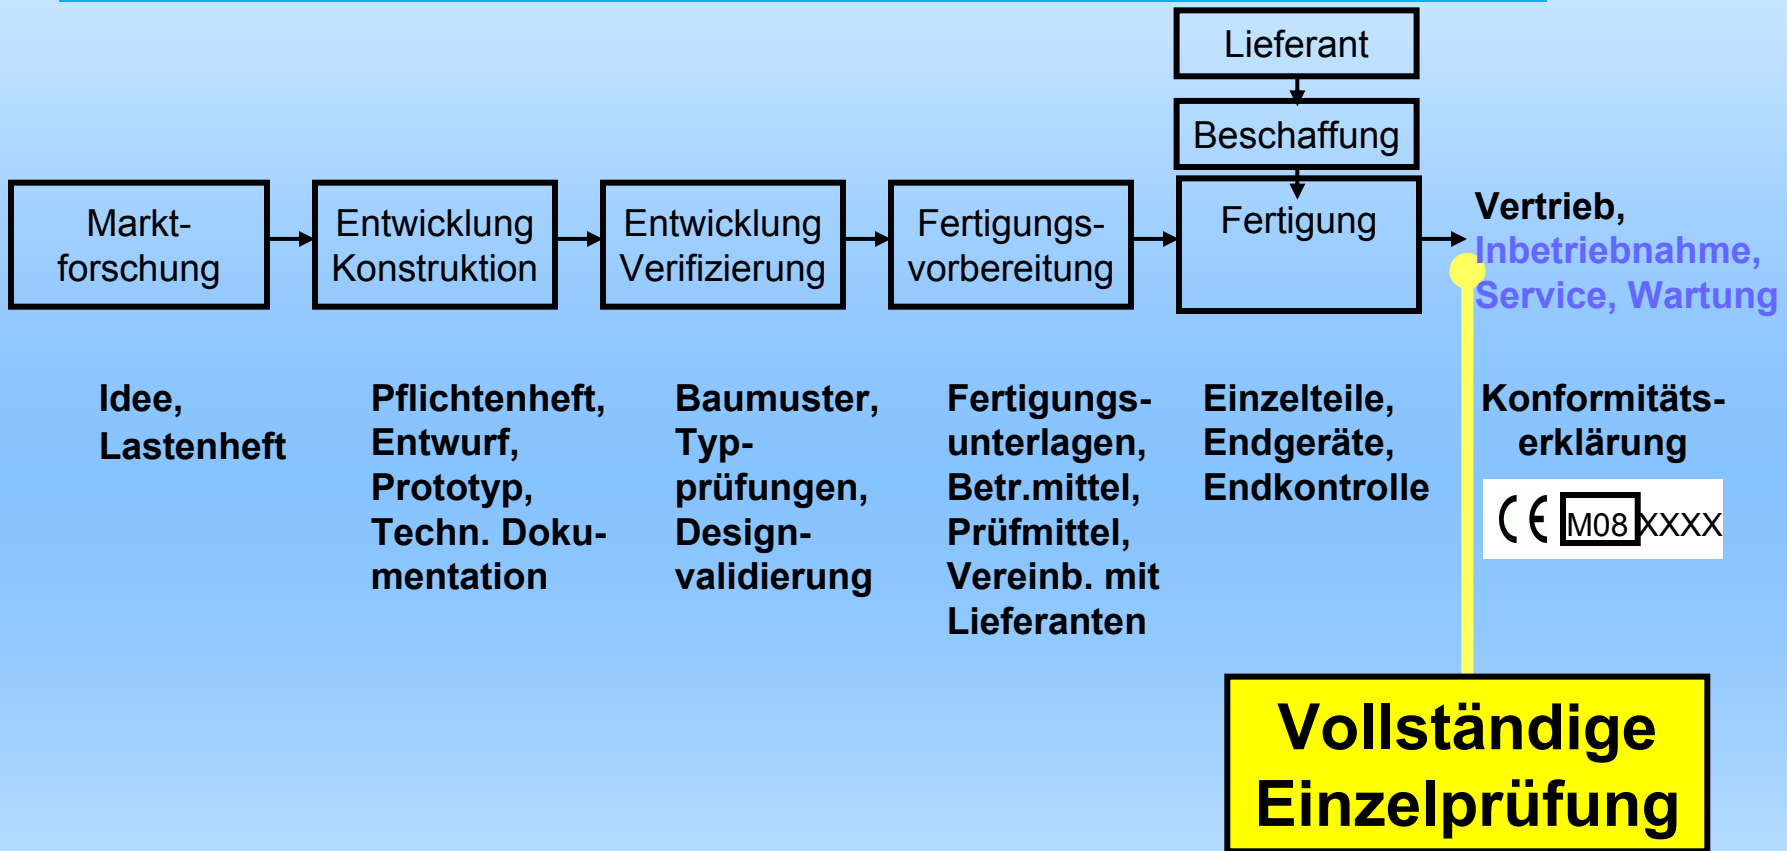 Lieferant
Beschaffung
Markt-
forschung
Entwicklung
Konstruktion
Entwicklung
Verifizierung
Fertigungs-
vorbereitung
Fertigung
Vertrieb,
Inbetriebnahme,
Service, Wartung
Idee,
Lastenheft
Pflichtenheft,
Entwurf,
Prototyp,
Techn. Doku-
mentation
Baumuster,
Typ-
prüfungen,
Design-
validierung
Fertigungs-
unterlagen,
Betr.mittel,
Prüfmittel,
Vereinb. mit
Lieferanten
Einzelteile,
Endgeräte,
Endkontrolle
Konformitäts-
erklärung
CE M08 XXXX
Vollständige
Einzelprüfung